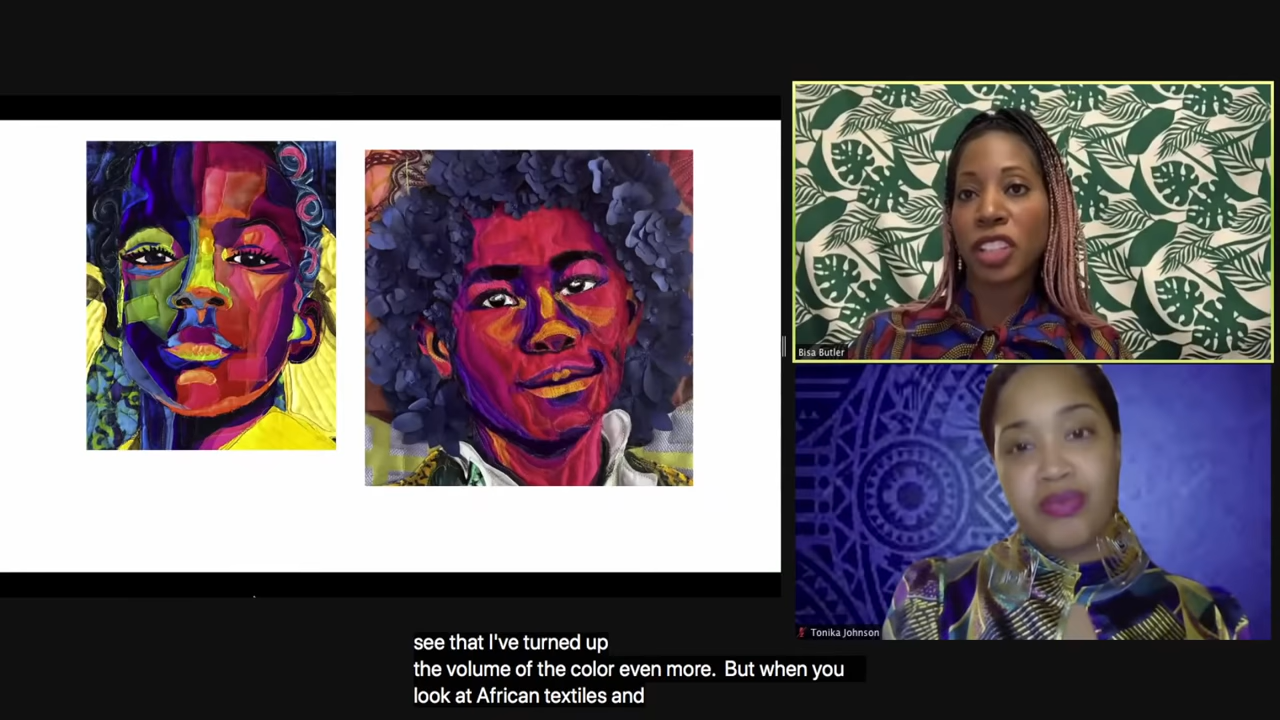 Bisa Butler
Tonika Johnson
see that I've turned up
the volume of the color even more. But when you
look at African textiles and